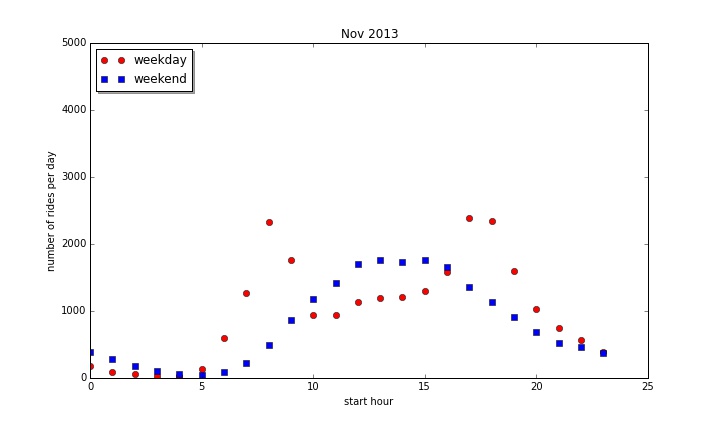 Nov 2013
weekday
weekend
5000
4000
3000
2000
1000
0
number of rides per day
0 5 10 15 20 25
start hour